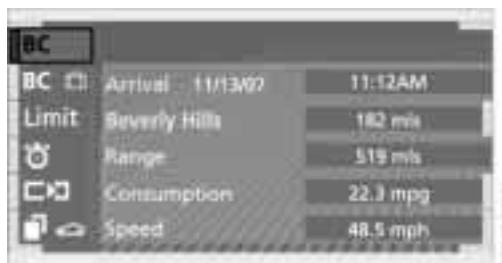 BC
BC
Arrival 11/13/07 11:12AM
Limit Beverly Hills 182 mls
Range 519 mls
Consumption 22.3 mpg
Speed 48.5 mph